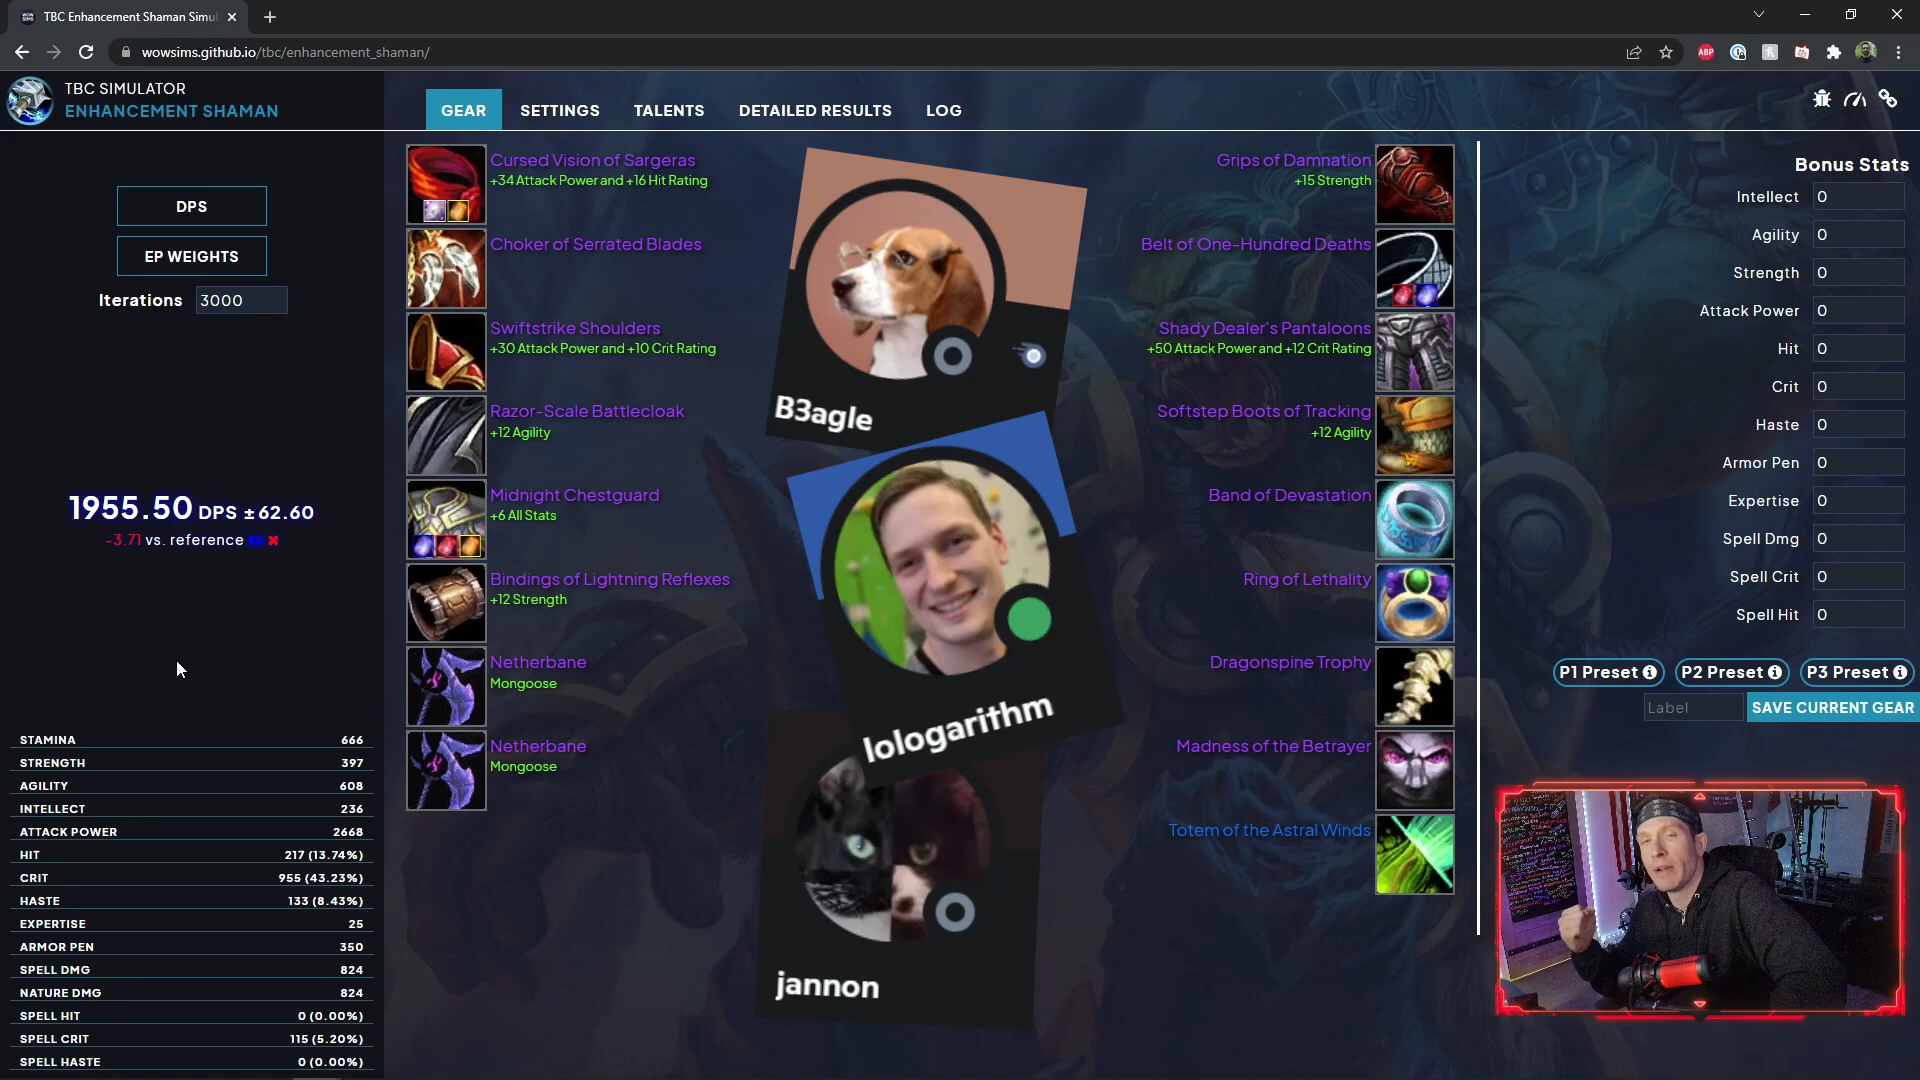 TBC Enhancement Shaman Simul
wowsims.github.io/tbc/enhancement_shaman/
ABP
TBC SIMULATOR
ENHANCEMENT SHAMAN
GEAR
SETTINGS
TALENTS
DETAILED RESULTS
LOG
DPS
EP WEIGHTS
Iterations 3000
1955.50 DPS ±62.60
-3.71 vs. reference
STAMINA 666
STRENGTH 397
AGILITY 608
INTELLECT 236
ATTACK POWER 2668
HIT 217 (13.74%)
CRIT 955 (43.23%)
HASTE 133 (8.43%)
EXPERTISE 25
ARMOR PEN 350
SPELL DMG 824
NATURE DMG 824
SPELL HIT 0 (0.00%)
SPELL CRIT 115 (5.20%)
SPELL HASTE 0 (0.00%)
Cursed Vision of Sargeras
+34 Attack Power and +16 Hit Rating
Choker of Serrated Blades
Swiftstrike Shoulders
+30 Attack Power and +10 Crit Rating
Razor-Scale Battlecloak
+12 Agility
Midnight Chestguard
+6 All Stats
Bindings of Lightning Reflexes
+12 Strength
Netherbane
Mongoose
Netherbane
Mongoose
B3agle
lologarithm
jannon
Grips of Damnation
+15 Strength
Belt of One-Hundred Deaths
Shady Dealer's Pantaloons
+50 Attack Power and +12 Crit Rating
Softstep Boots of Tracking
+12 Agility
Band of Devastation
Ring of Lethality
Dragonspine Trophy
Madness of the Betrayer
Totem of the Astral Winds
Bonus Stats
Intellect 0
Agility 0
Strength 0
Attack Power 0
Hit 0
Crit 0
Haste 0
Armor Pen 0
Expertise 0
Spell Dmg 0
Spell Crit 0
Spell Hit 0
P1 Preset
P2 Preset
P3 Preset
Label
SAVE CURRENT GEAR